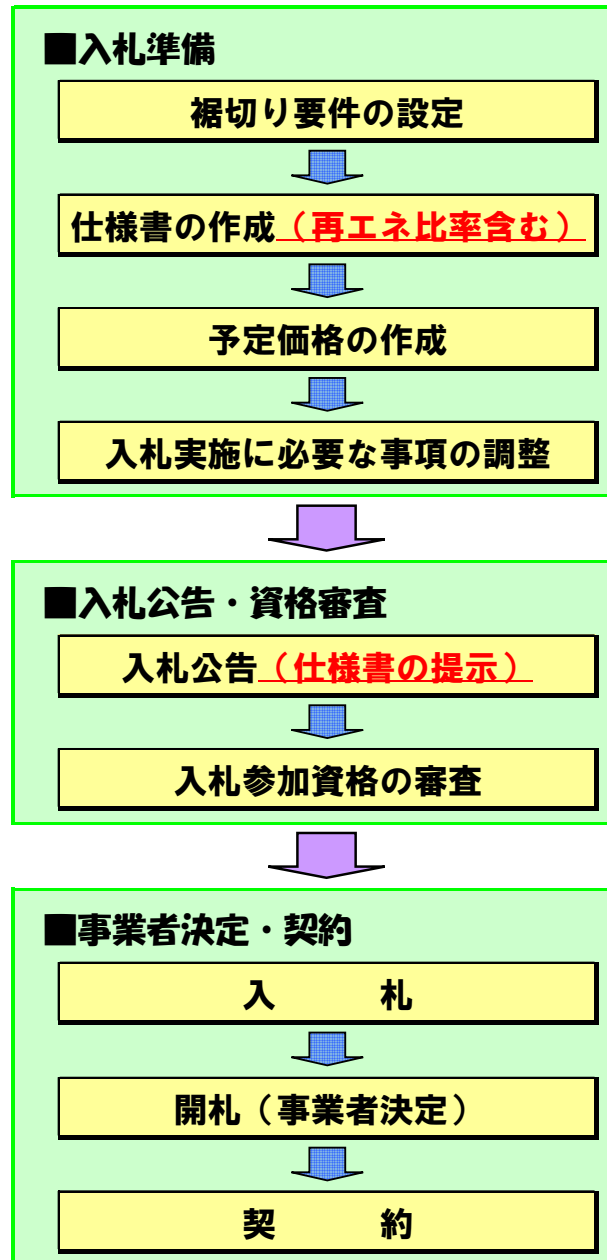 ■入札準備
裾切り要件の設定
仕様書の作成（再エネ比率含む）
予定価格の作成
入札実施に必要な事項の調整
■入札公告・資格審査
入札公告（仕様書の提示）
入札参加資格の審査
■事業者決定・契約
入　　　札
開札（事業者決定）
契　　　約